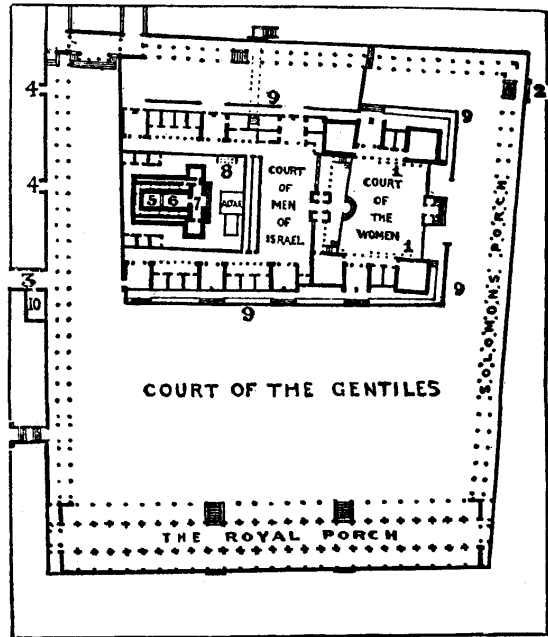 4
2
9
9
4
8
1
COURT
OF
MEN
OF
ISRAEL
COURT
OF
THE
WOMEN
5 6 7
ALTAR
SOLOMONS PORCH
1
3
10
9
9
COURT OF THE GENTILES
THE ROYAL PORCH